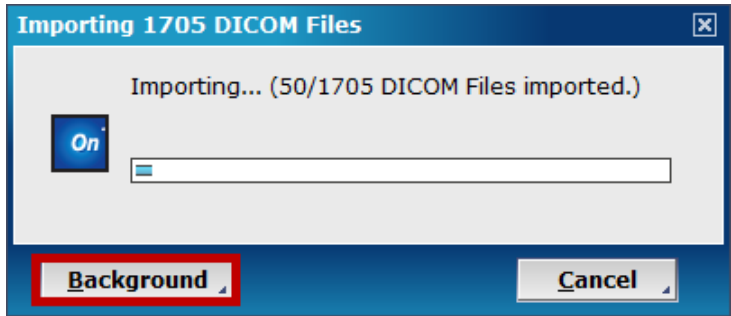 Importing 1705 DICOM Files
Importing... (50/1705 DICOM Files imported.)
On
Background
Cancel